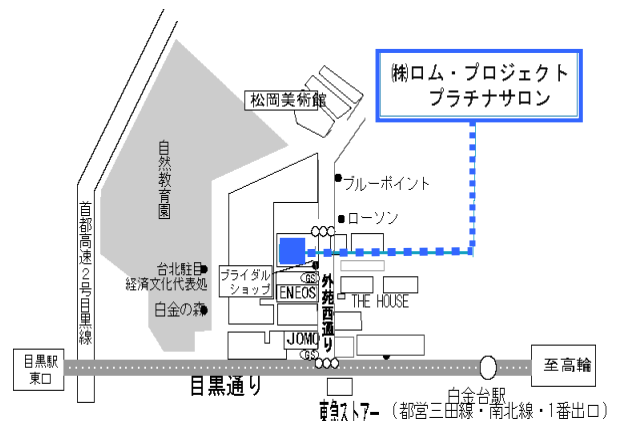 ㈱ロム・プロジェクト
プラチナサロン
松岡美術館
自然教育園
ブルーポイント
ローソン
首都高速2号目黒線
台北駐日
経済文化代表処
ブライダル
ショップ
GS
ENEOS
外苑西通り
THE HOUSE
白金の森
JOMO
GS
目黒駅
東口
目黒通り
至高輪
白金台駅
東急ストアー
(都営三田線・南北線・1番出口)